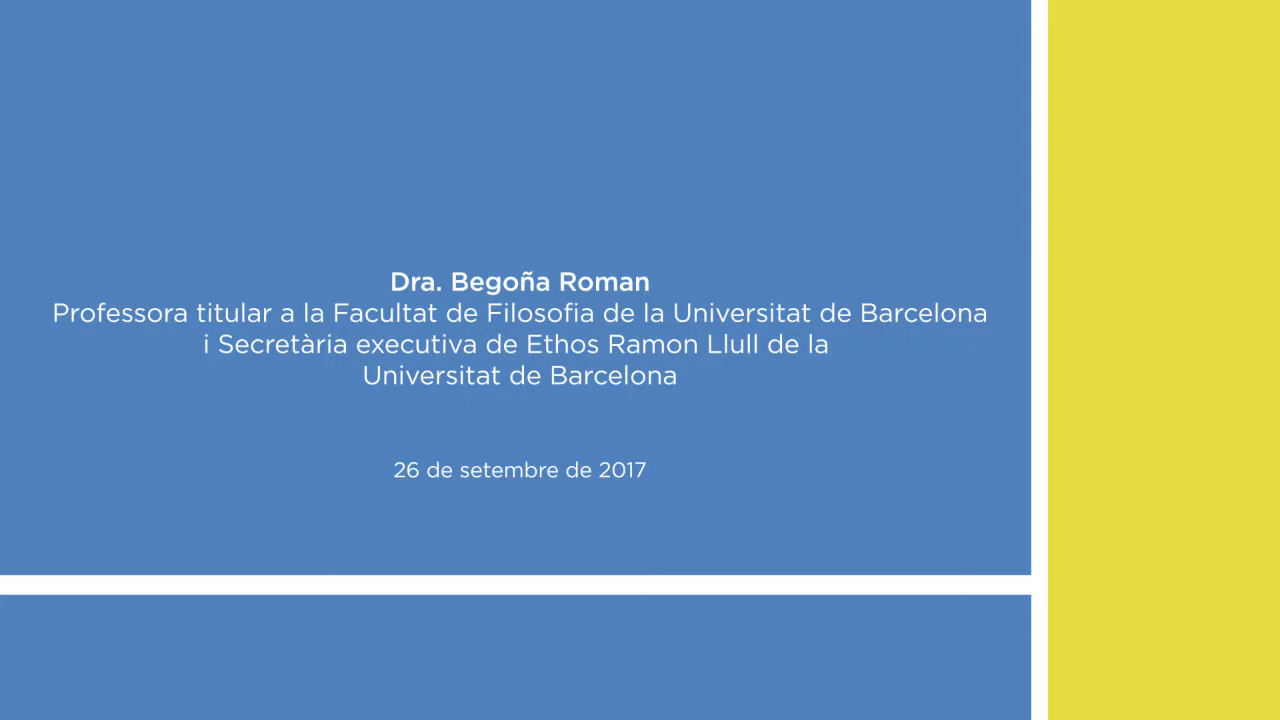 Dra. Begoña Roman
Professora titular a la Facultat de Filosofia de la Universitat de Barcelona
i Secretària executiva de Ethos Ramon Llull de la
Universitat de Barcelona
26 de setembre de 2017